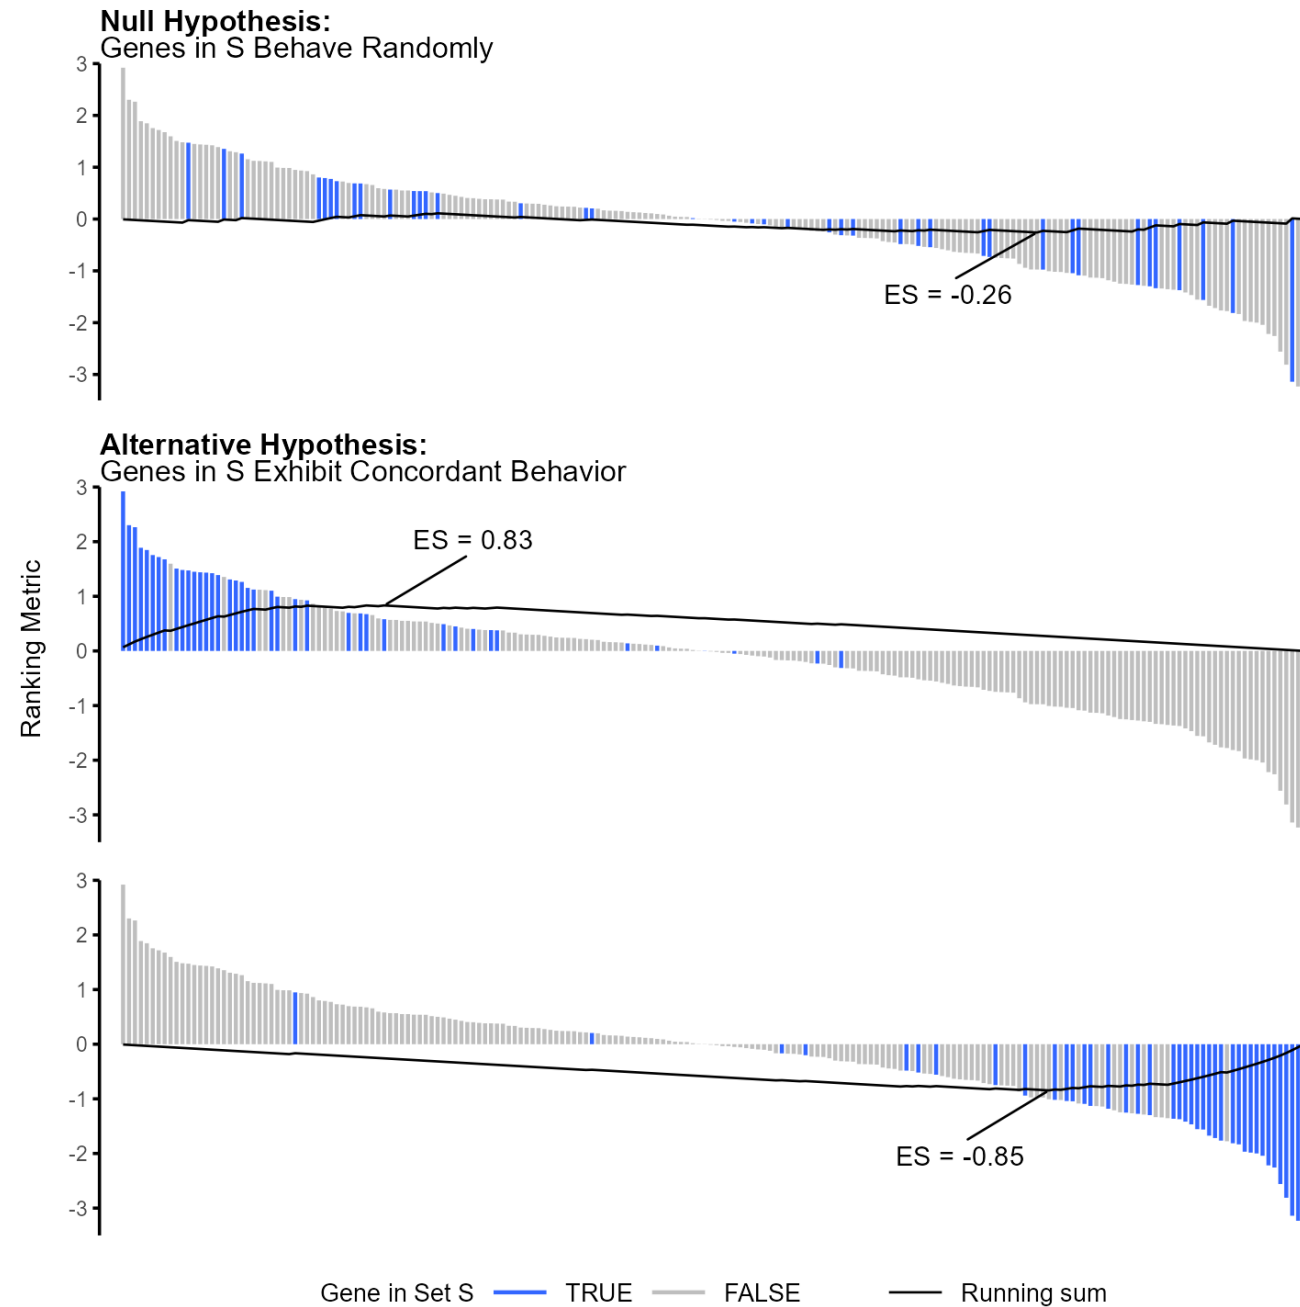 Null Hypothesis:
Genes in S Behave Randomly
3
2
1
0
-1
-2
-3
ES = -0.26
Alternative Hypothesis:
Genes in S Exhibit Concordant Behavior
Ranking Metric
3
2
1
0
-1
-2
-3
ES = 0.83
3
2
1
0
-1
-2
-3
ES = -0.85
Gene in Set S TRUE FALSE Running sum